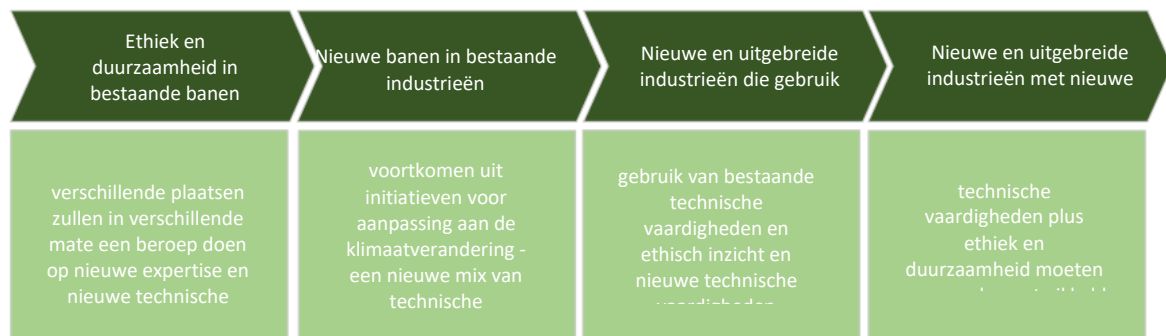 Ethiek en
duurzaamheid in
bestaande banen
Nieuwe banen in bestaande
industrieën
Nieuwe en uitgebreide
industrieën die gebruik
Nieuwe en uitgebreide
industrieën met nieuwe
verschillende plaatsen
zullen in verschillende
mate een beroep doen
op nieuwe expertise en
nieuwe technische
voortkomen uit
initiatieven voor
aanpassing aan de
klimaatverandering -
een nieuwe mix van
technische
gebruik van bestaande
technische
vaardigheden en
ethisch inzicht en
nieuwe technische
vaardigheden
technische
vaardigheden plus
ethiek en
duurzaamheid moeten